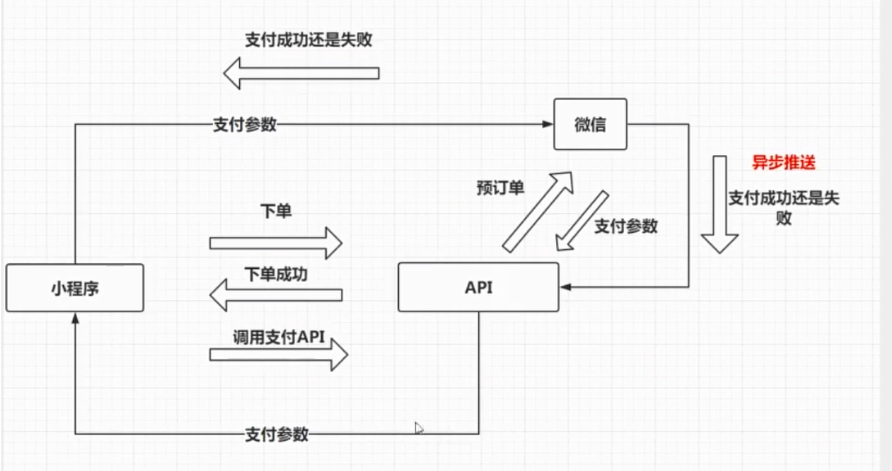 支付成功还是失败
支付参数
微信
异步推送
预订单
支付成功还是失
败
下单
支付参数
下单成功
小程序
API
调用支付API
支付参数